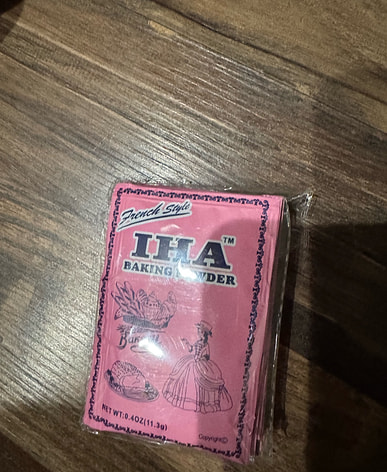 French Style
IHA™
BAKING POWDER
NET WT:0.4OZ(11.3g)
Copyright©